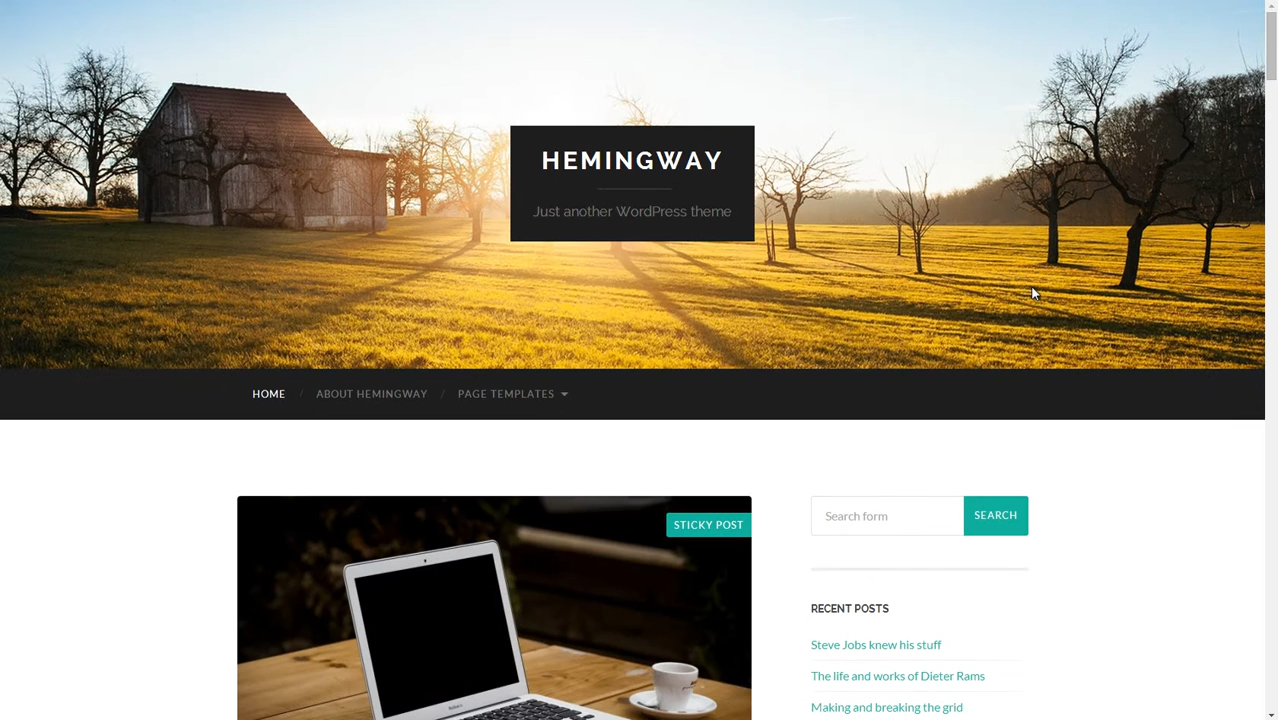 HEMINGWAY
Just another WordPress theme
HOME / ABOUT HEMINGWAY / PAGE TEMPLATES
STICKY POST
Search form SEARCH
RECENT POSTS
Steve Jobs knew his stuff
The life and works of Dieter Rams
Making and breaking the grid